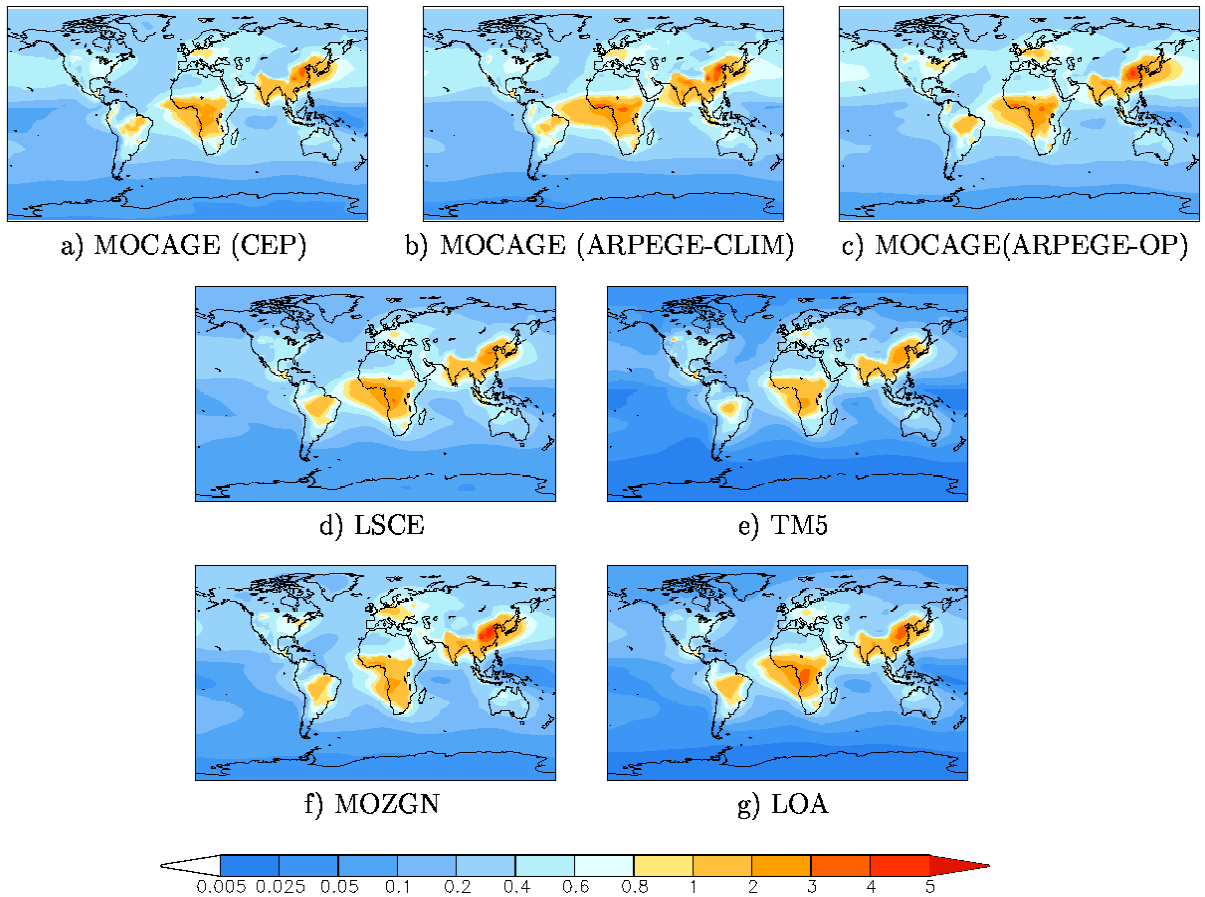 a) MOCAGE (CEP) b) MOCAGE (ARPEGE-CLIM) c) MOCAGE(ARPEGE-OP)
d) LSCE e) TM5
f) MOZGN g) LOA
0.005 0.025 0.05 0.1 0.2 0.4 0.6 0.8 1 2 3 4 5